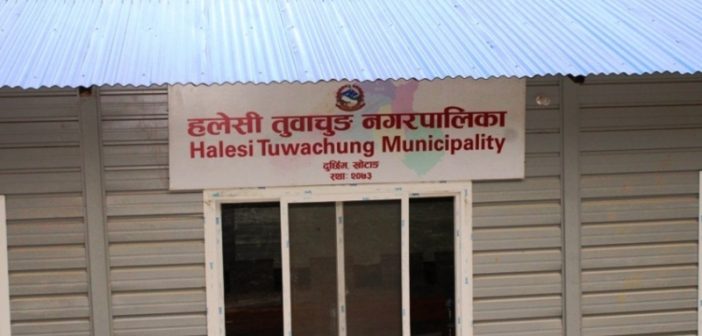 हलेसी तुवाचुङ नगरपालिका
Halesi Tuwachung Municipality
दुर्छिम, खोटाङ
स्था: २०७३